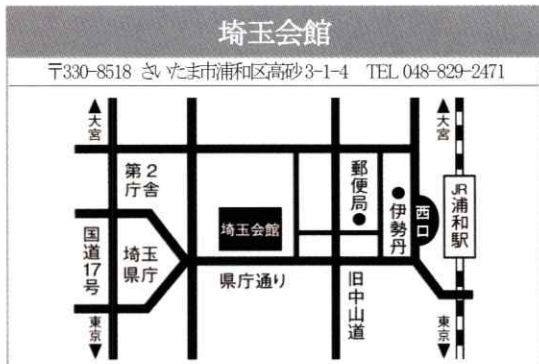 埼玉会館
〒330-8518 さいたま市浦和区高砂3-1-4 TEL 048-829-2471
▲大宮
▲大宮
第2庁舎
郵便局
伊勢丹
西口
JR浦和駅
国道17号
埼玉県庁
埼玉会館
県庁通り
旧中山道
東京▼
東京▼